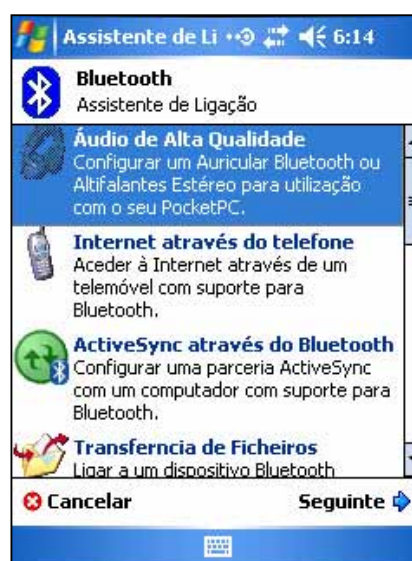 Assistente de Li 6:14
Bluetooth
Assistente de Ligação
Áudio de Alta Qualidade
Configurar um Auricular Bluetooth ou
Altifalantes Estéreo para utilização
com o seu PocketPC.
Internet através do telefone
Aceder à Internet através de um
telemóvel com suporte para
Bluetooth.
ActiveSync através do Bluetooth
Configurar uma parceria ActiveSync
com um computador com suporte para
Bluetooth.
Transferncia de Ficheiros
Ligar a um dispositivo Bluetooth
Cancelar Seguinte